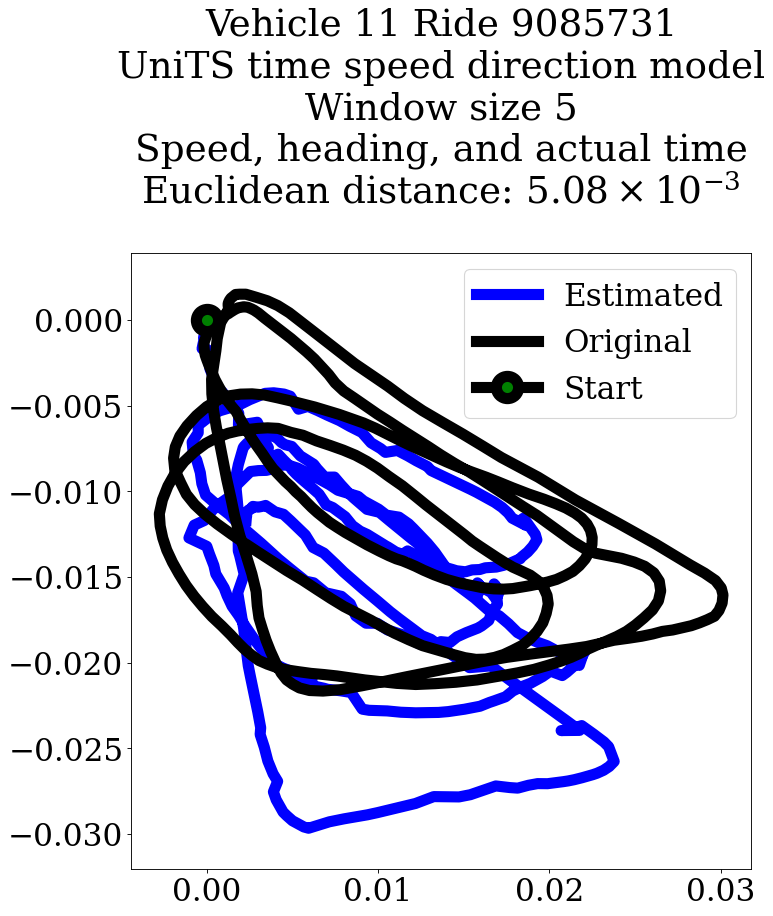 Vehicle 11 Ride 9085731
UniTS time speed direction model
Window size 5
Speed, heading, and actual time
Euclidean distance: 5.08 × 10⁻³
Estimated
Original
Start
0.000
−0.005
−0.010
−0.015
−0.020
−0.025
−0.030
0.00 0.01 0.02 0.03